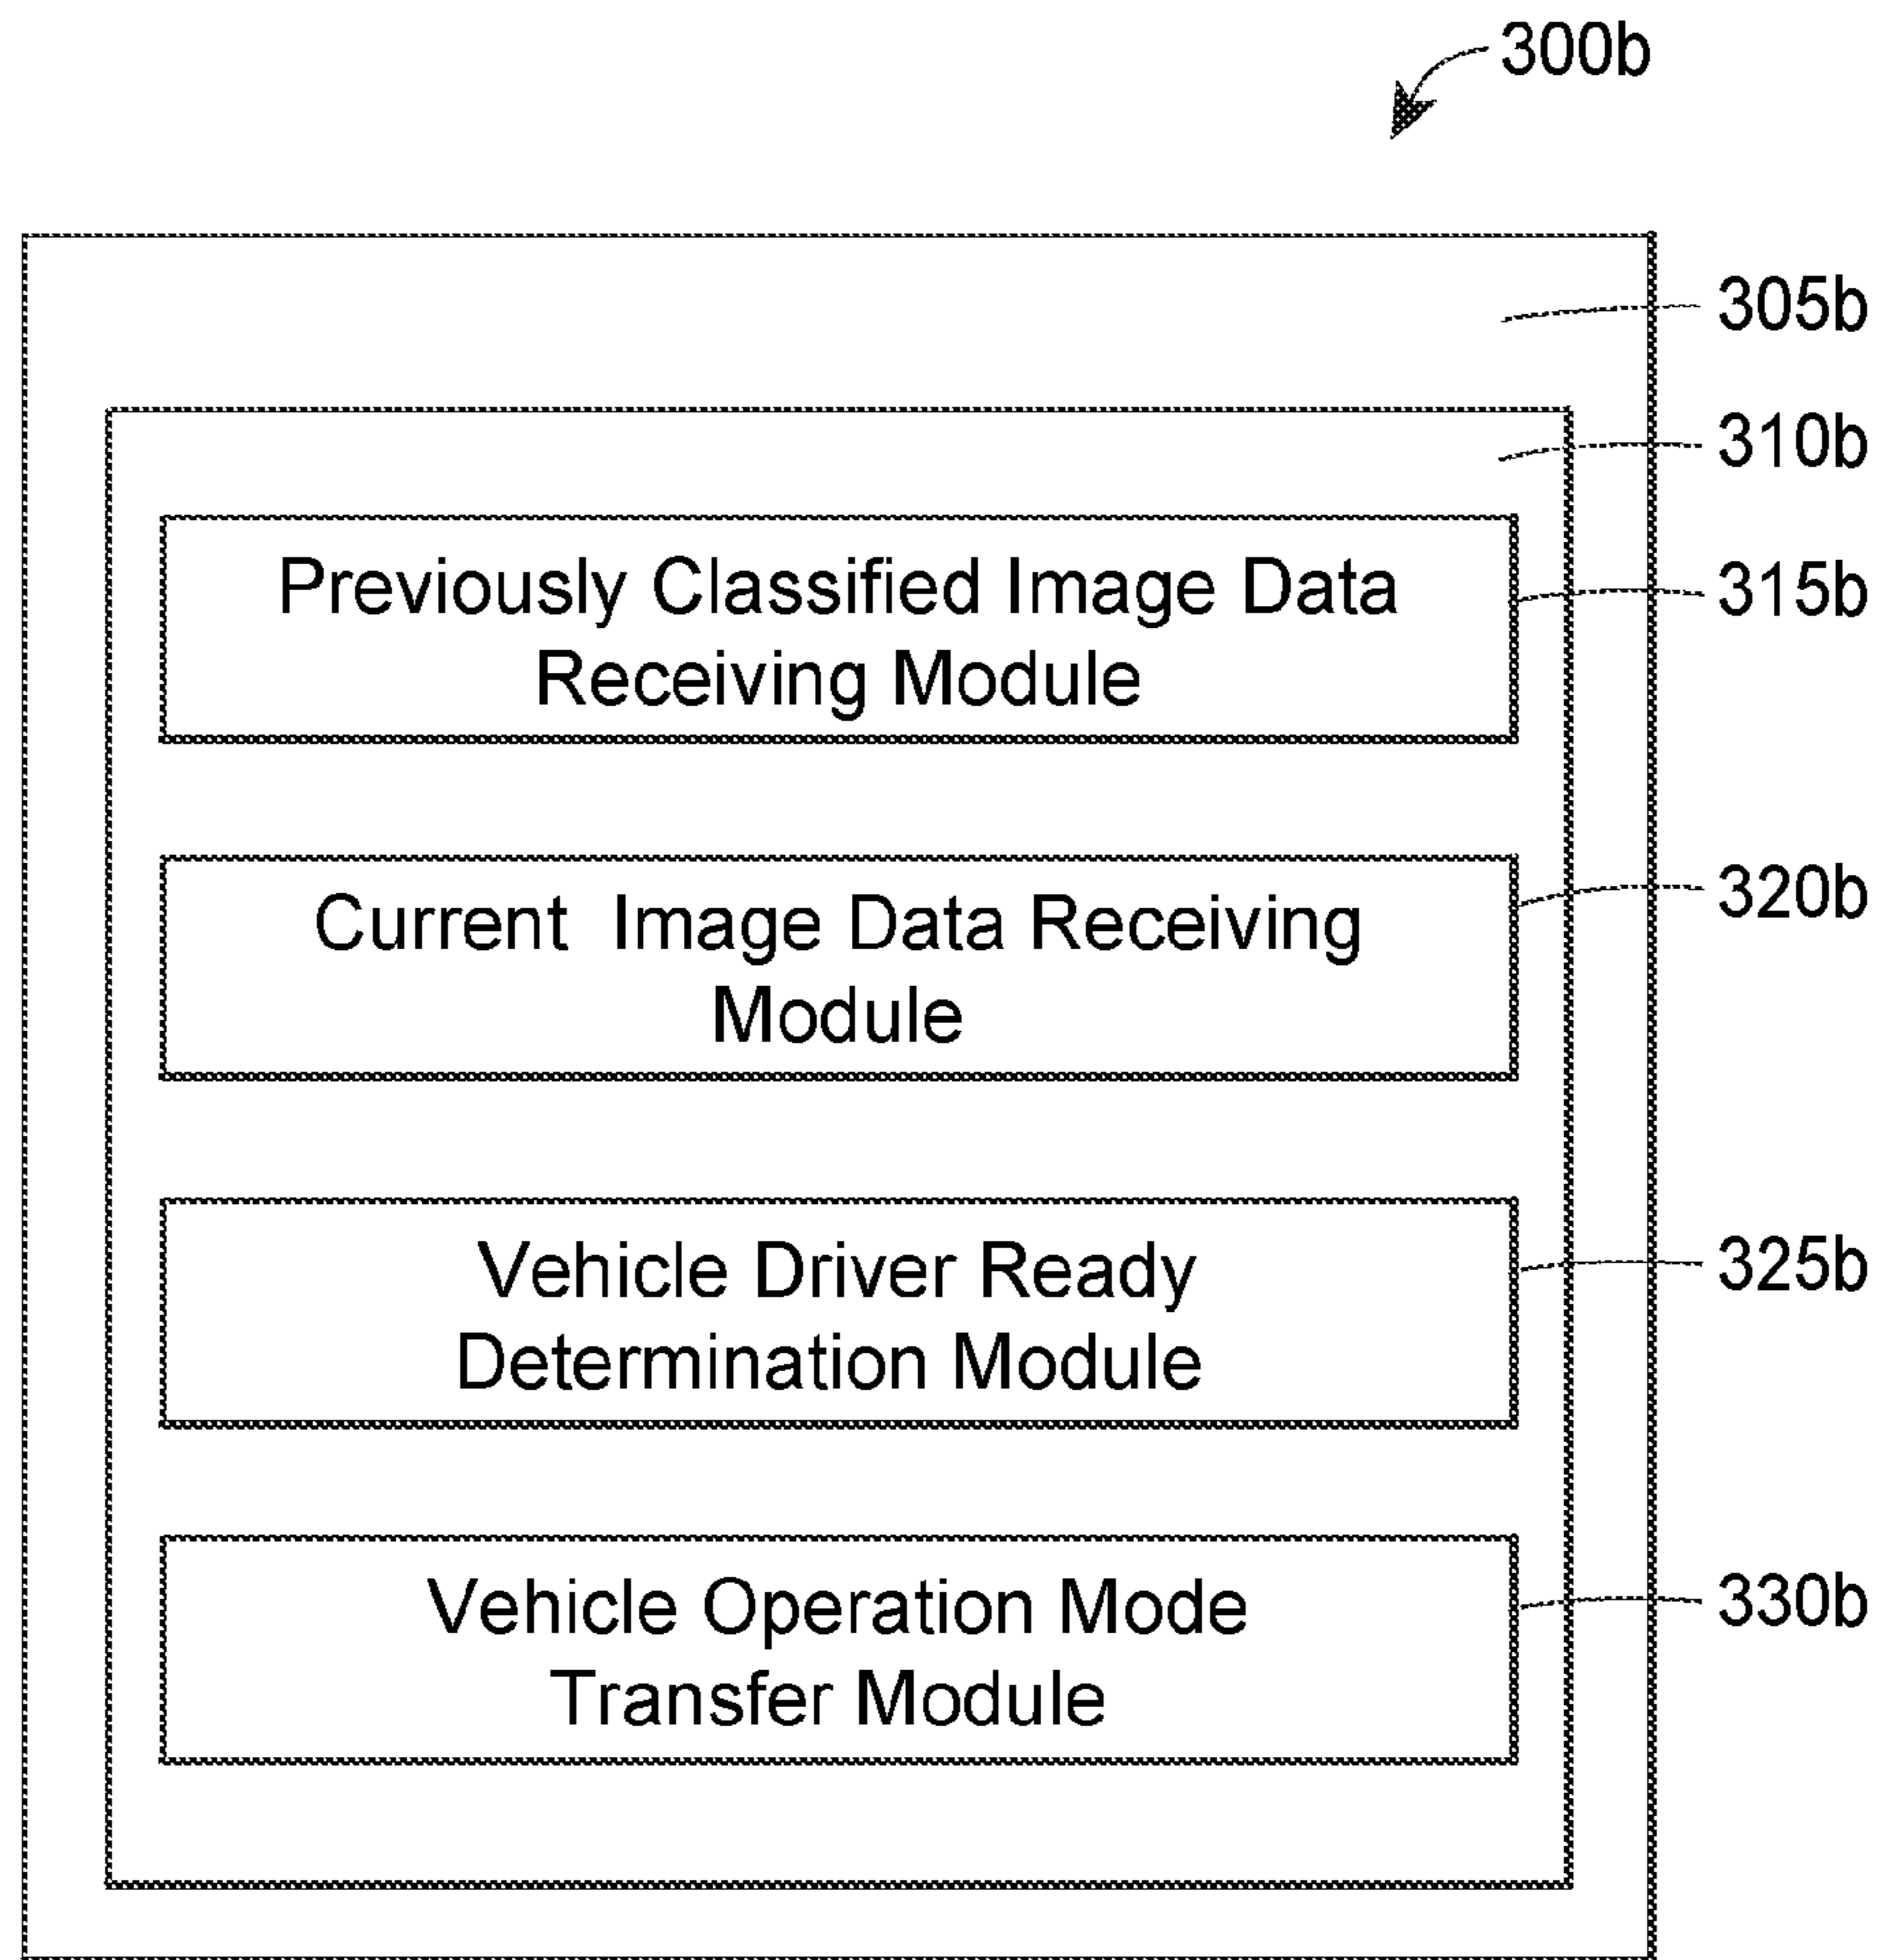 300b
305b
310b
Previously Classified Image Data
Receiving Module
315b
Current Image Data Receiving
Module
320b
Vehicle Driver Ready
Determination Module
325b
Vehicle Operation Mode
Transfer Module
330b